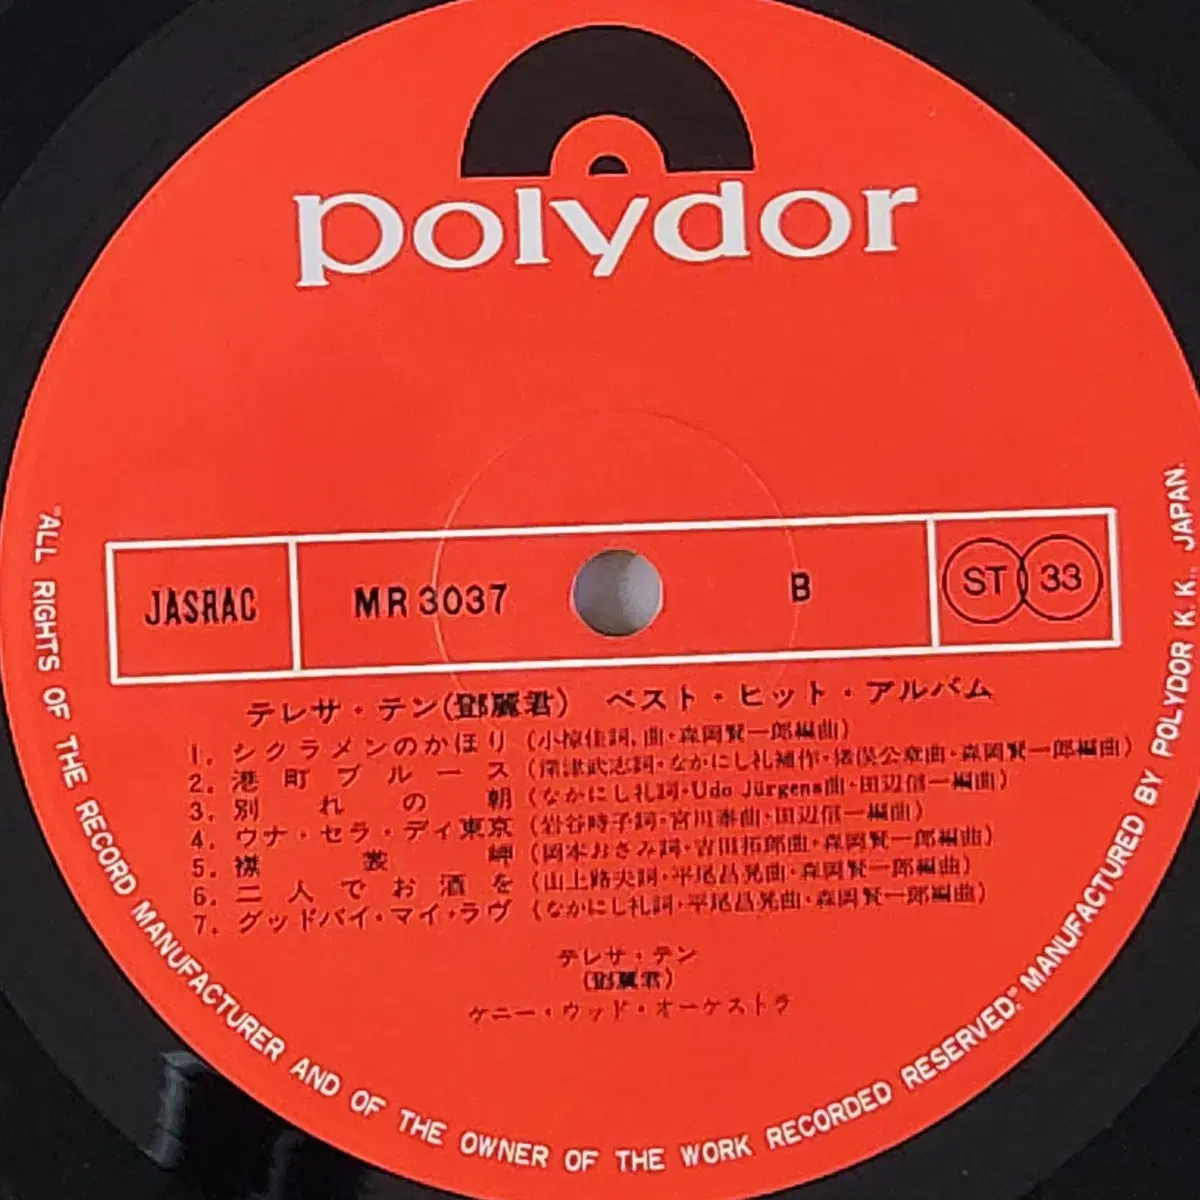 polydor
JASRAC
MR 3037
B
ST 33
テレサ・テン(鄧麗君) ベスト・ヒット・アルバム
1. シクラメンのかほり (小椋佳詞、曲・森岡賢一郎編曲)
2. 港町ブルース (深津武志詞・なかにし礼補作・猪俣公章曲・森岡賢一郎編曲)
3. 別れの朝 (なかにし礼詞・Udo Jürgens曲・田辺信一編曲)
4. ウナ・セラ・ディ東京 (岩谷時子詞・宮川泰曲・田辺信一編曲)
5. 襟裳岬 (岡本おさみ詞・吉田拓郎曲・森岡賢一郎編曲)
6. 二人でお酒を (山上路夫詞・平尾昌晃曲・森岡賢一郎編曲)
7. グッドバイ・マイ・ラヴ (なかにし礼詞・平尾昌晃曲・森岡賢一郎編曲)
テレサ・テン
(鄧麗君)
ケニー・ウッド・オーケストラ
"ALL RIGHTS OF THE RECORD MANUFACTURER AND OF THE OWNER OF THE WORK RECORDED RESERVED." MANUFACTURED BY POLYDOR K. K., JAPAN.